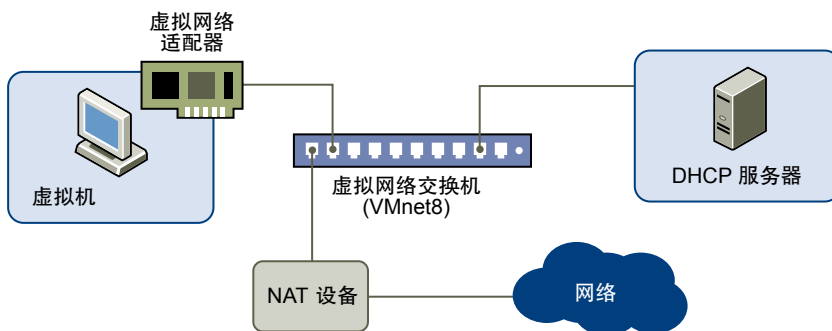 虚拟网络
适配器
虚拟机
虚拟网络交换机
(VMnet8)
DHCP 服务器
NAT 设备
网络